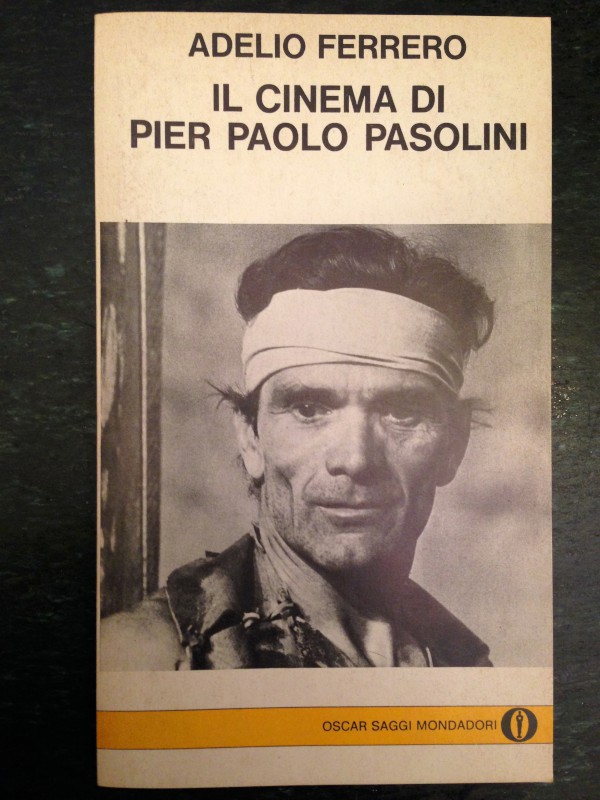 ADELIO FERRERO
IL CINEMA DI
PIER PAOLO PASOLINI
OSCAR SAGGI MONDADORI